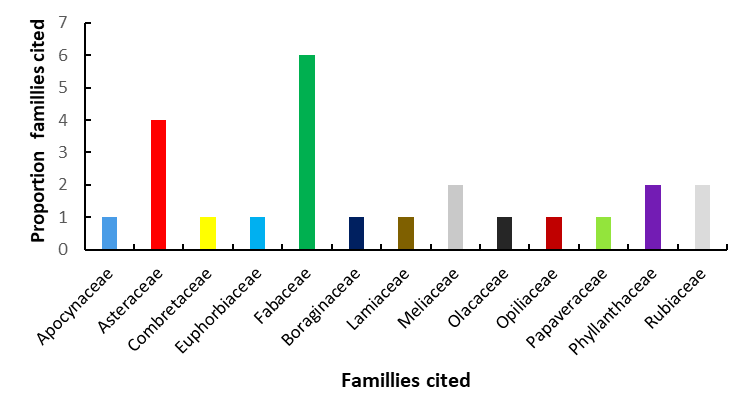 Proportion famillies cited
7
6
5
4
3
2
1
0
Apocynaceae
Asteraceae
Combretaceae
Euphorbiaceae
Fabaceae
Boraginaceae
Lamiaceae
Meliaceae
Olacaceae
Opiliaceae
Papaveraceae
Phyllanthaceae
Rubiaceae
Famillies cited